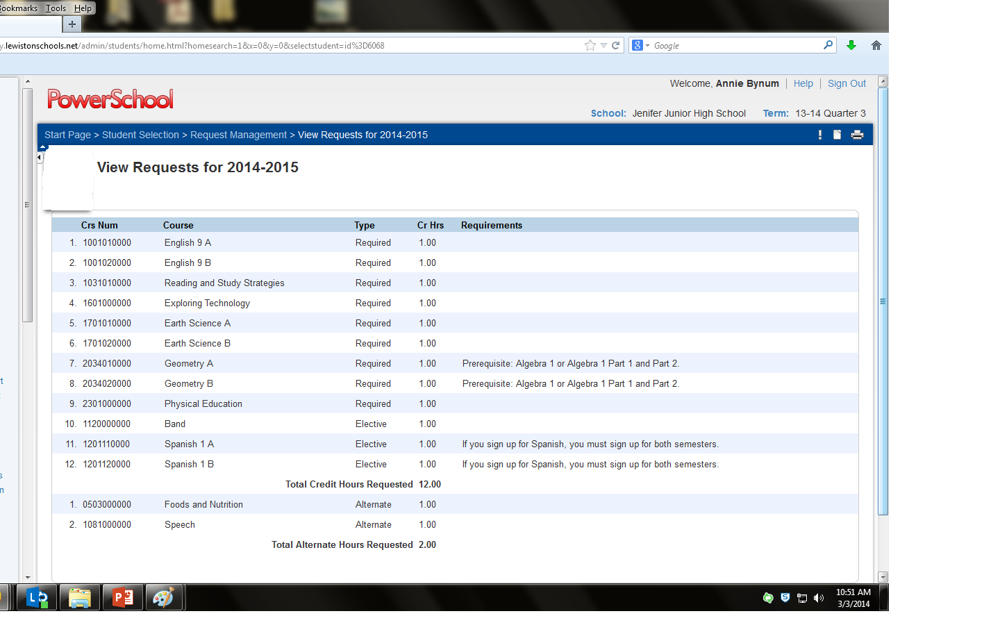 Bookmarks Tools Help
+
y.lewistonschools.net/admin/students/home.html?homesearch=1&x=0&y=0&selectstudent=id%3D6068
8 Google
PowerSchool
Welcome, Annie Bynum | Help | Sign Out
School: Jenifer Junior High School Term: 13-14 Quarter 3
Start Page > Student Selection > Request Management > View Requests for 2014-2015
View Requests for 2014-2015
Crs Num Course Type Cr Hrs Requirements
1. 1001010000 English 9 A Required 1.00
2. 1001020000 English 9 B Required 1.00
3. 1031010000 Reading and Study Strategies Required 1.00
4. 1601000000 Exploring Technology Required 1.00
5. 1701010000 Earth Science A Required 1.00
6. 1701020000 Earth Science B Required 1.00
7. 2034010000 Geometry A Required 1.00 Prerequisite: Algebra 1 or Algebra 1 Part 1 and Part 2.
8. 2034020000 Geometry B Required 1.00 Prerequisite: Algebra 1 or Algebra 1 Part 1 and Part 2.
9. 2301000000 Physical Education Required 1.00
10. 1120000000 Band Elective 1.00
11. 1201110000 Spanish 1 A Elective 1.00 If you sign up for Spanish, you must sign up for both semesters.
12. 1201120000 Spanish 1 B Elective 1.00 If you sign up for Spanish, you must sign up for both semesters.
Total Credit Hours Requested 12.00
1. 0503000000 Foods and Nutrition Alternate 1.00
2. 1081000000 Speech Alternate 1.00
Total Alternate Hours Requested 2.00
10:51 AM
3/3/2014